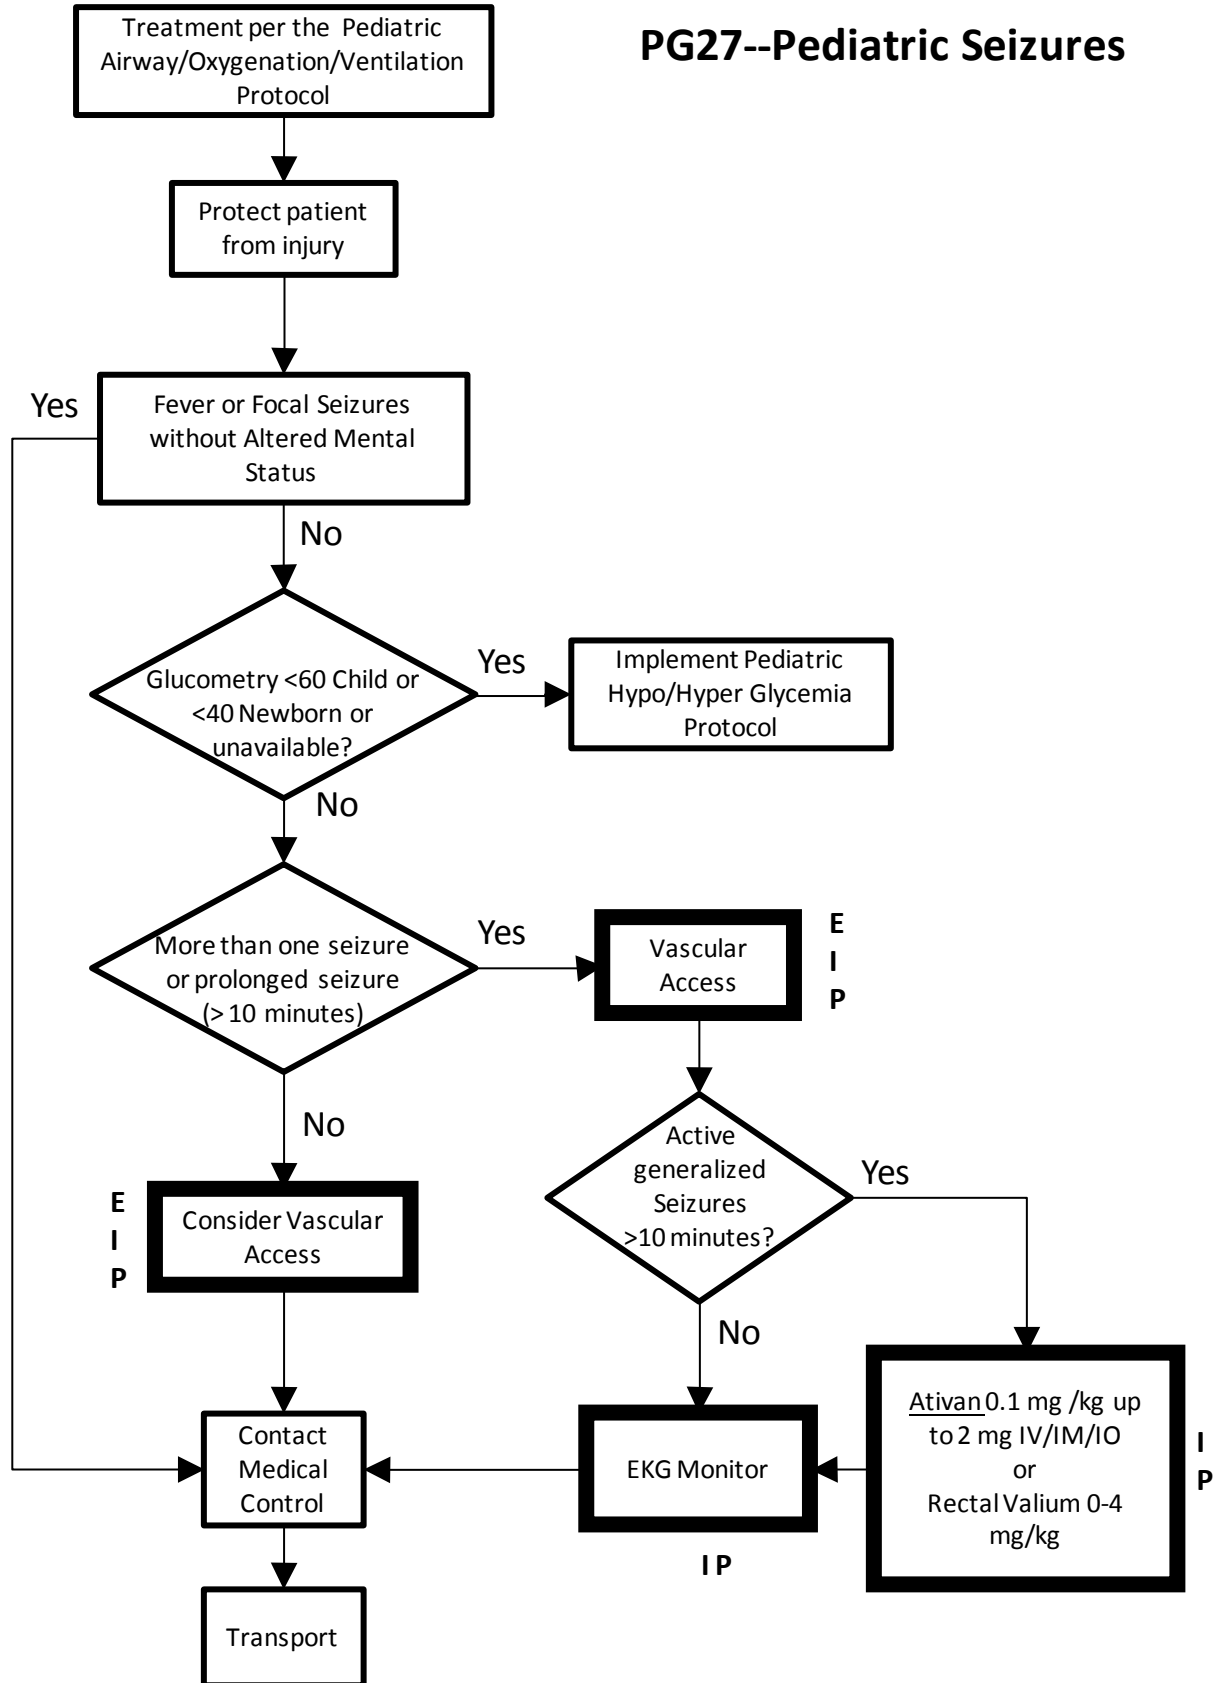 PG27--Pediatric Seizures
Treatment per the Pediatric
Airway/Oxygenation/Ventilation
Protocol
Protect patient
from injury
Yes
Fever or Focal Seizures
without Altered Mental
Status
No
Glucometry <60 Child or
<40 Newborn or
unavailable?
Yes
Implement Pediatric
Hypo/Hyper Glycemia
Protocol
No
More than one seizure
or prolonged seizure
(> 10 minutes)
Yes
Vascular
Access
E
I
P
No
E
I
P
Consider Vascular
Access
Active
generalized
Seizures
>10 minutes?
Yes
No
Ativan 0.1 mg /kg up
to 2 mg IV/IM/IO
or
Rectal Valium 0-4
mg/kg
I
P
EKG Monitor
I P
Contact
Medical
Control
Transport